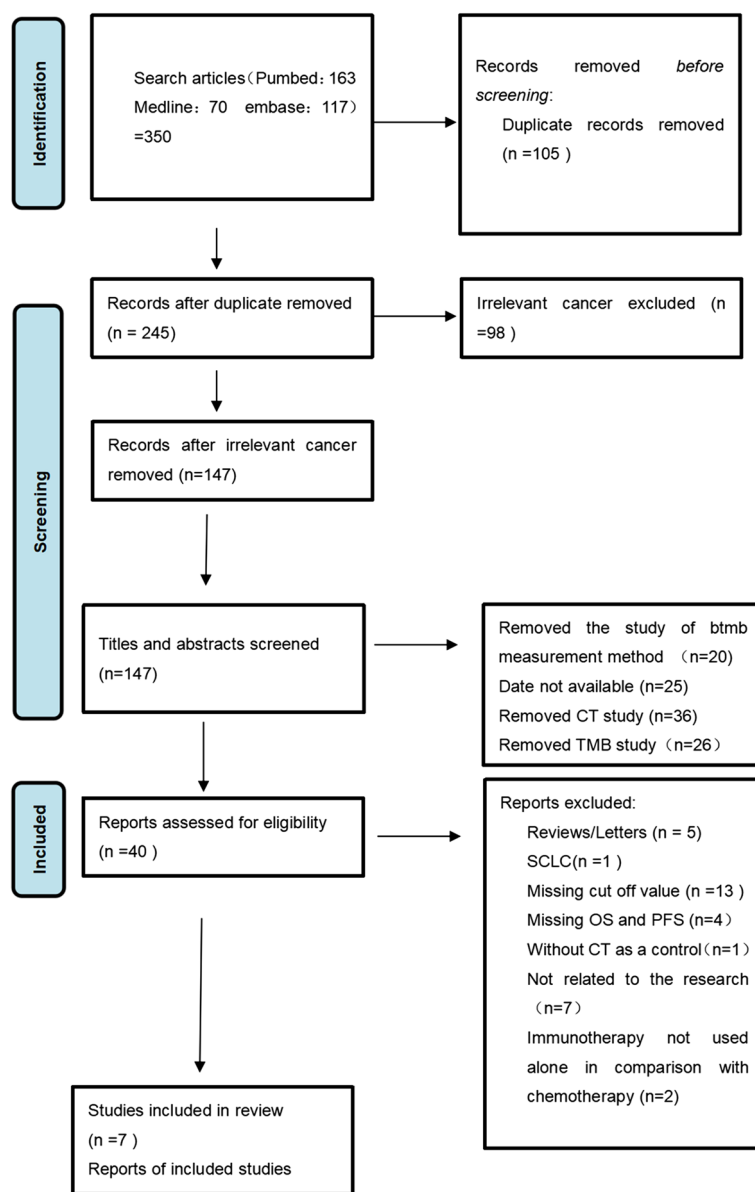 Identification
Search articles（Pumbed：163
Medline：70 embase：117）
=350
Records removed before
screening:
Duplicate records removed
(n =105 )
Screening
Records after duplicate removed
(n = 245)
Irrelevant cancer excluded (n
=98 )
Records after irrelevant cancer
removed (n=147)
Titles and abstracts screened
(n=147)
Removed the study of btmb
measurement method （n=20)
Date not available (n=25)
Removed CT study (n=36)
Removed TMB study（n=26）
Included
Reports assessed for eligibility
(n =40 )
Reports excluded:
Reviews/Letters (n = 5)
SCLC(n =1 )
Missing cut off value (n =13 )
Missing OS and PFS (n=4）
Without CT as a control(n=1）
Not related to the research
（n=7）
Immunotherapy not used
alone in comparison with
chemotherapy (n=2)
Studies included in review
(n =7 )
Reports of included studies